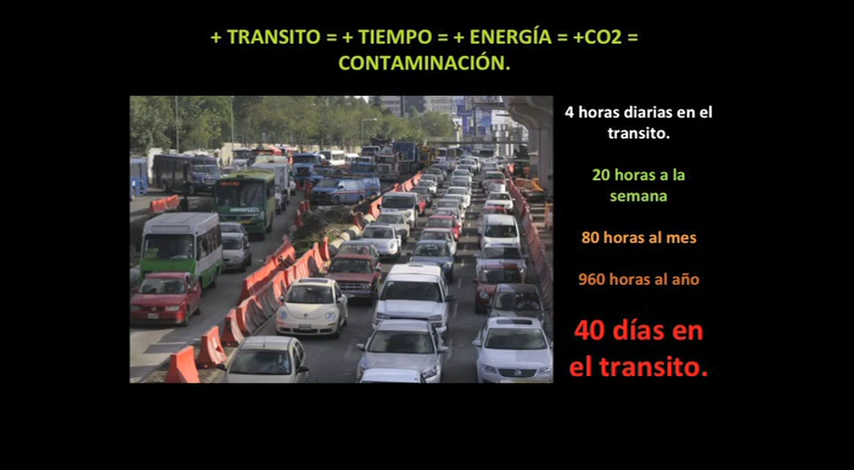 + TRANSITO = + TIEMPO = + ENERGÍA = +CO2 =
CONTAMINACIÓN.
4 horas diarias en el
transito.
20 horas a la
semana
80 horas al mes
960 horas al año
40 días en
el transito.